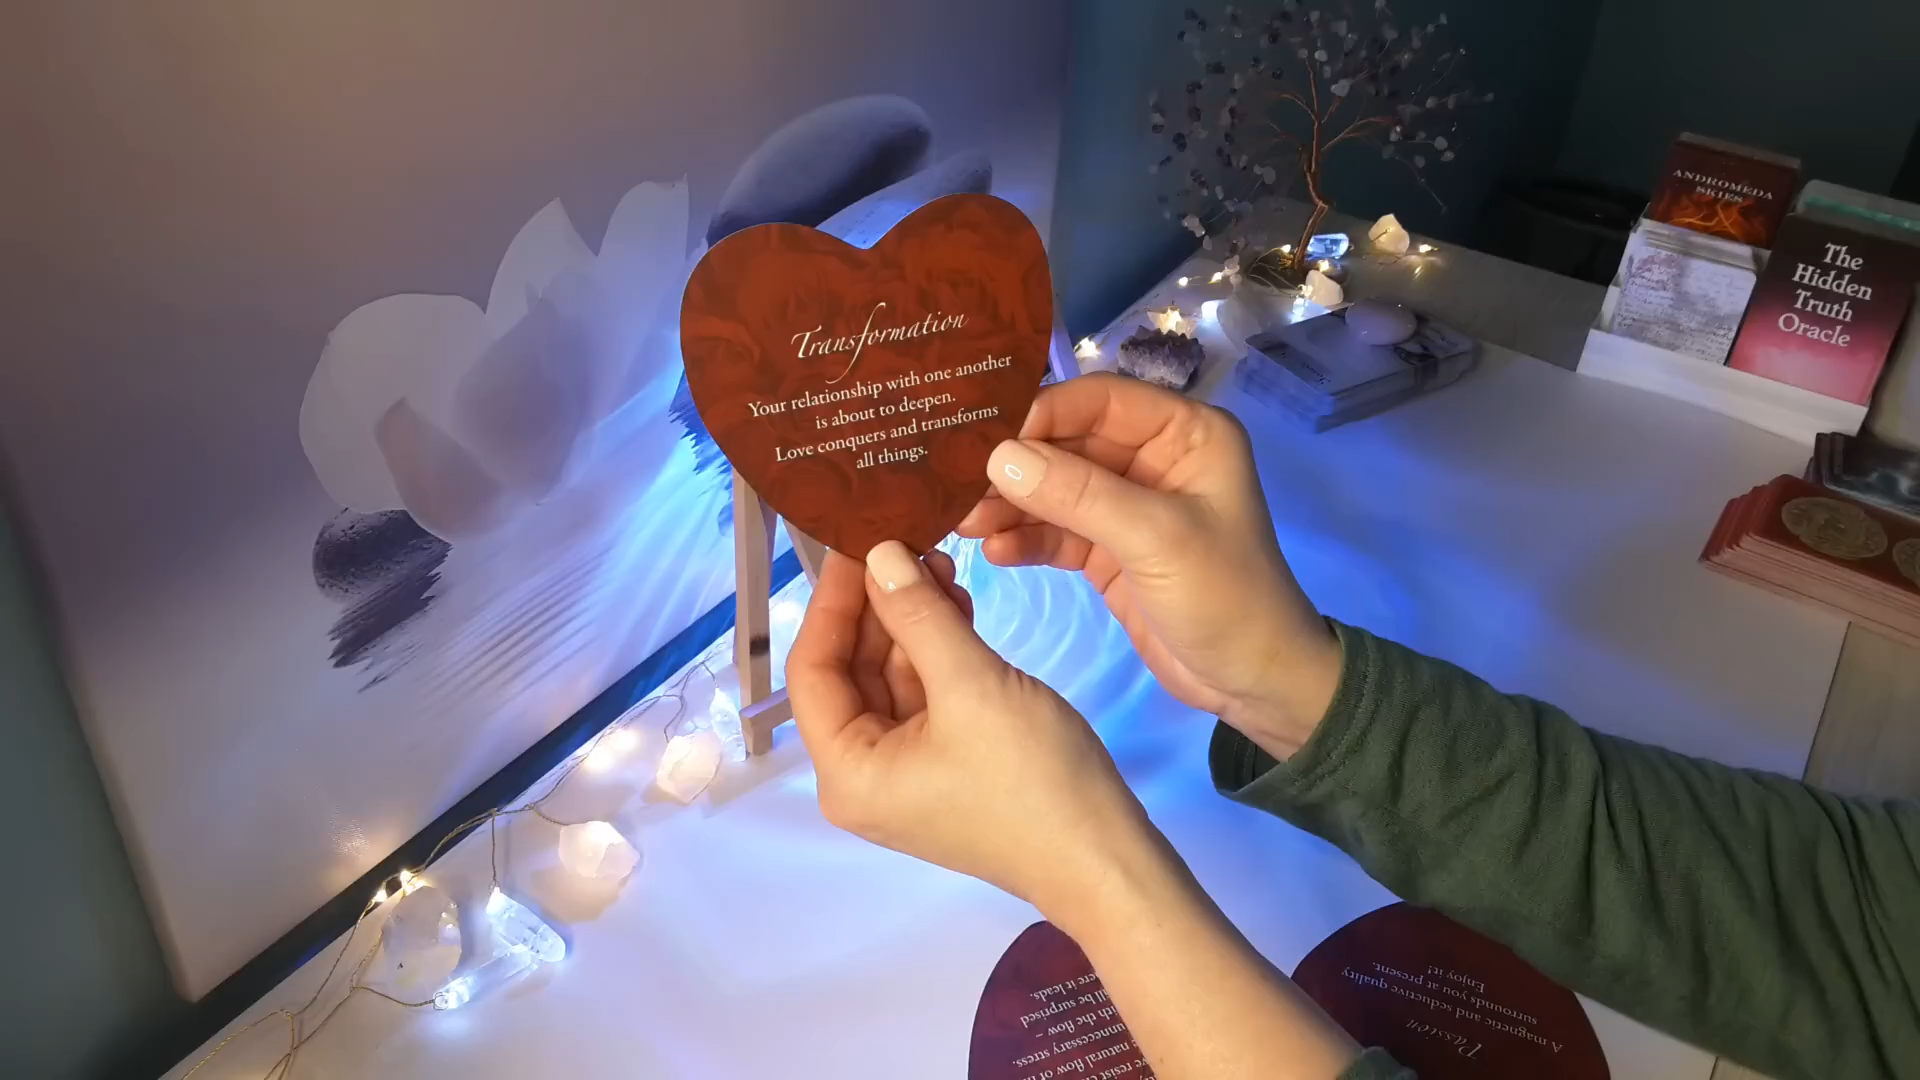 Transformation
Your relationship with one another
is about to deepen.
Love conquers and transforms
all things.
ANDROMEDA
SKIES
The
Hidden
Truth
Oracle
Passion
A magnetic and seductive quality
surrounds you at present.
Enjoy it!
resist
natural flow of
unnecessary stress.
the flow –
be surprised
it leads.